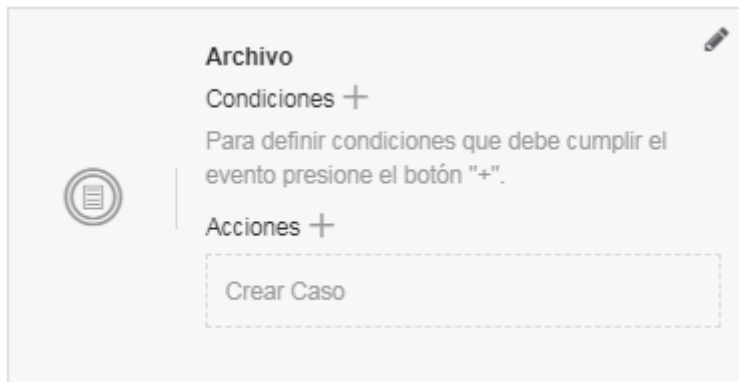 Archivo
Condiciones +
Para definir condiciones que debe cumplir el
evento presione el botón "+".
Acciones +
Crear Caso